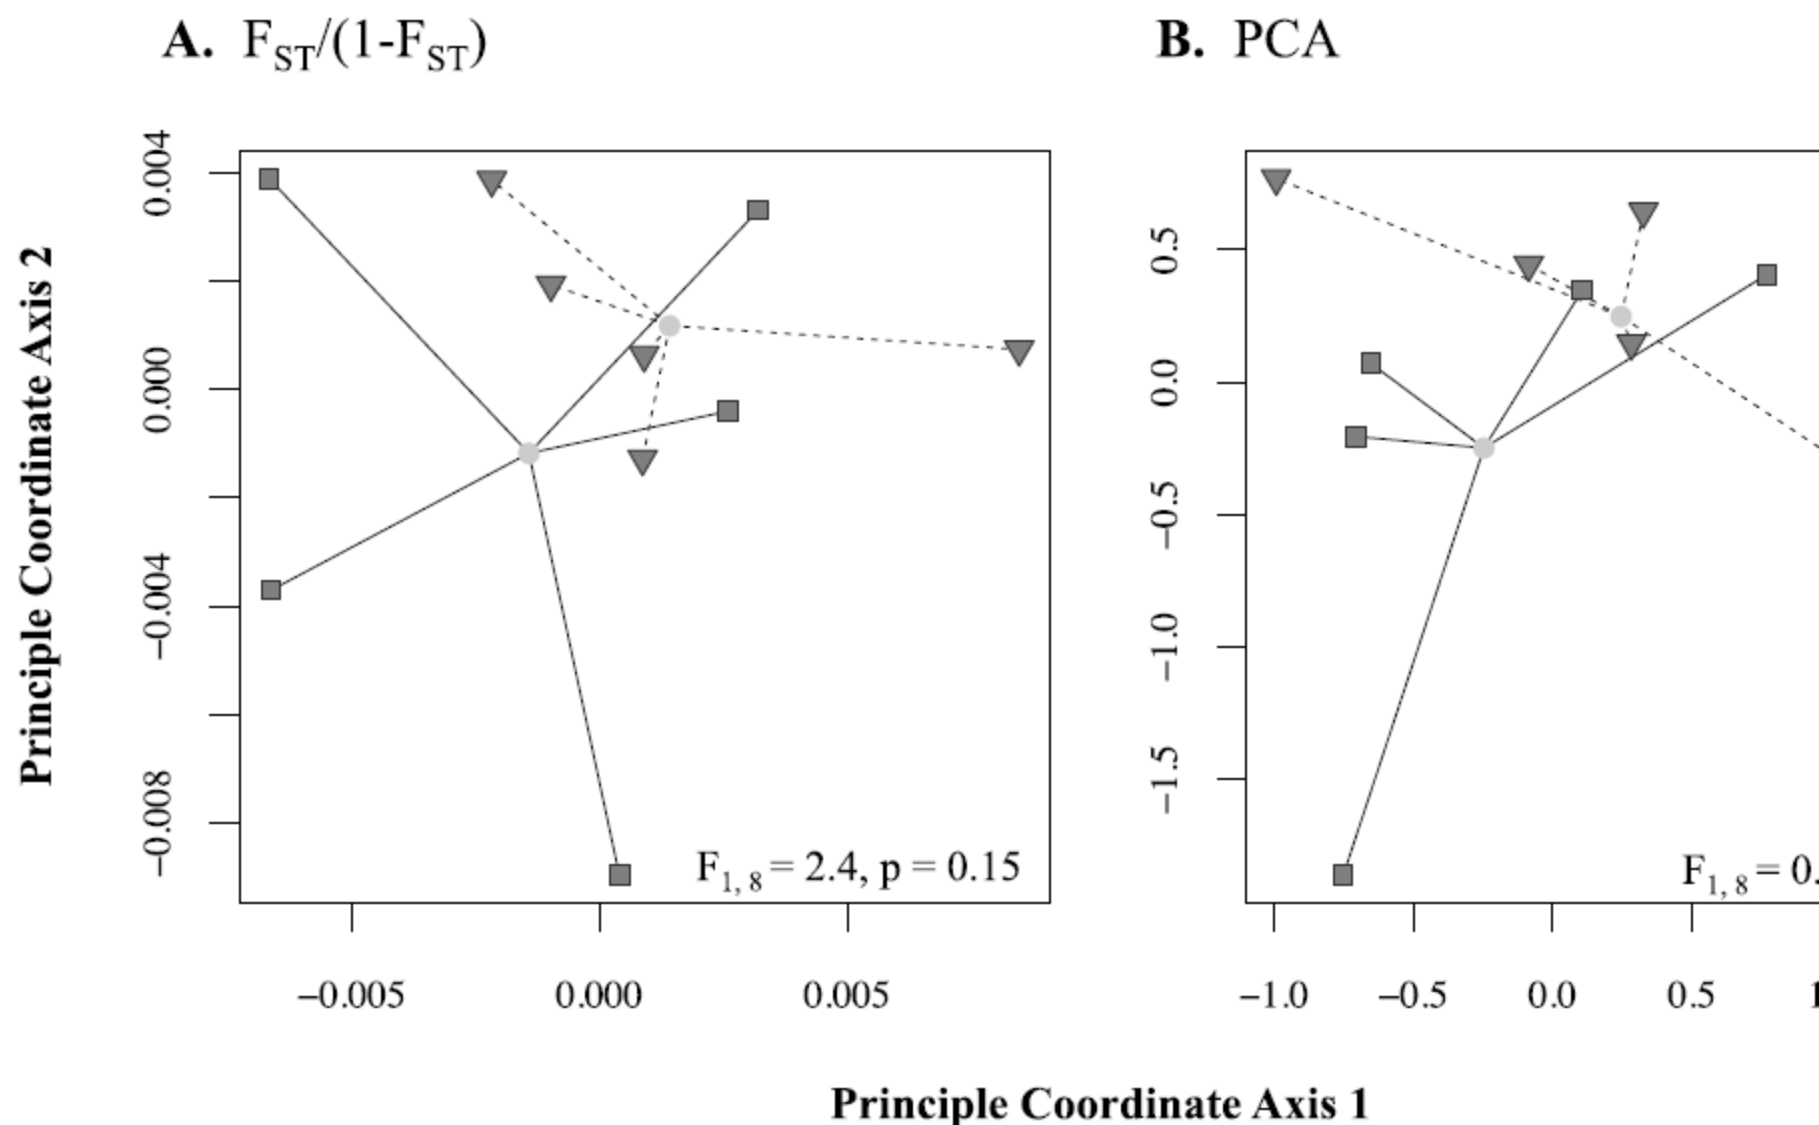 A. FST/(1-FST)
B. PCA
Principle Coordinate Axis 2
0.004
0.000
−0.004
−0.008
F1, 8 = 2.4, p = 0.15
−0.005 0.000 0.005
0.5
0.0
−0.5
−1.0
−1.5
F1, 8 = 0.
−1.0 −0.5 0.0 0.5
Principle Coordinate Axis 1